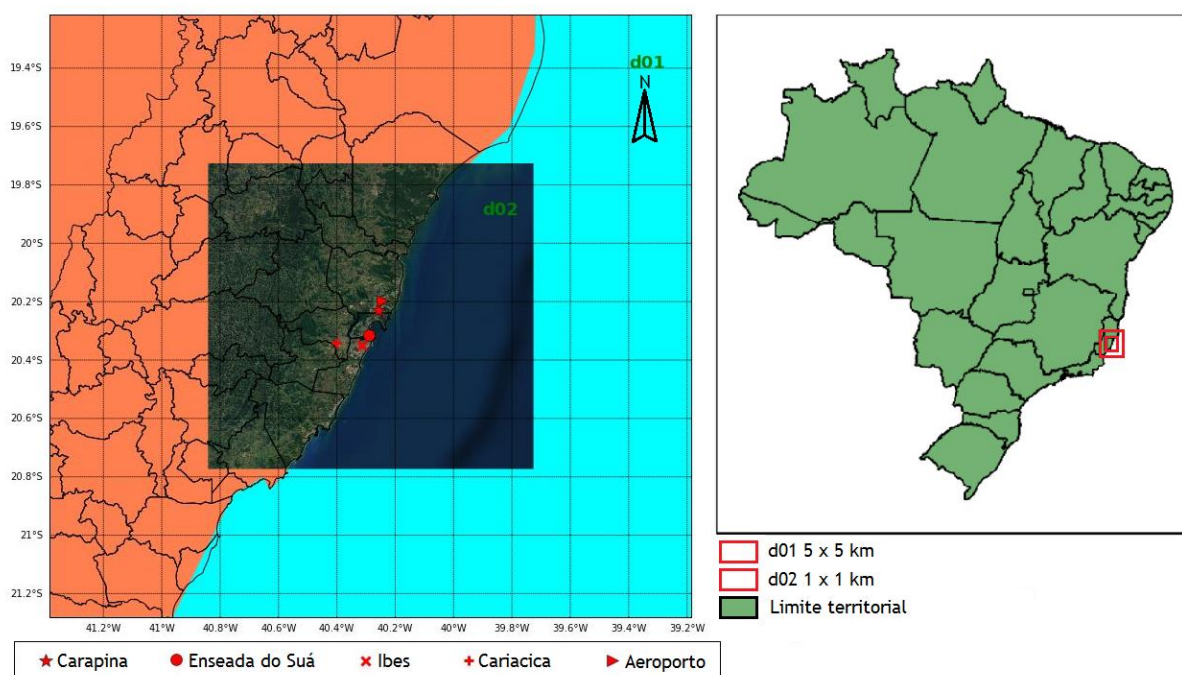 d01
N
d02
19.4°S
19.6°S
19.8°S
20°S
20.2°S
20.4°S
20.6°S
20.8°S
21°S
21.2°S
41.2°W 41°W 40.8°W 40.6°W 40.4°W 40.2°W 40°W 39.8°W 39.6°W 39.4°W 39.2°W
d01 5 x 5 km
d02 1 x 1 km
Limite territorial
Carapina Enseada do Suá Ibes Cariacica Aeroporto